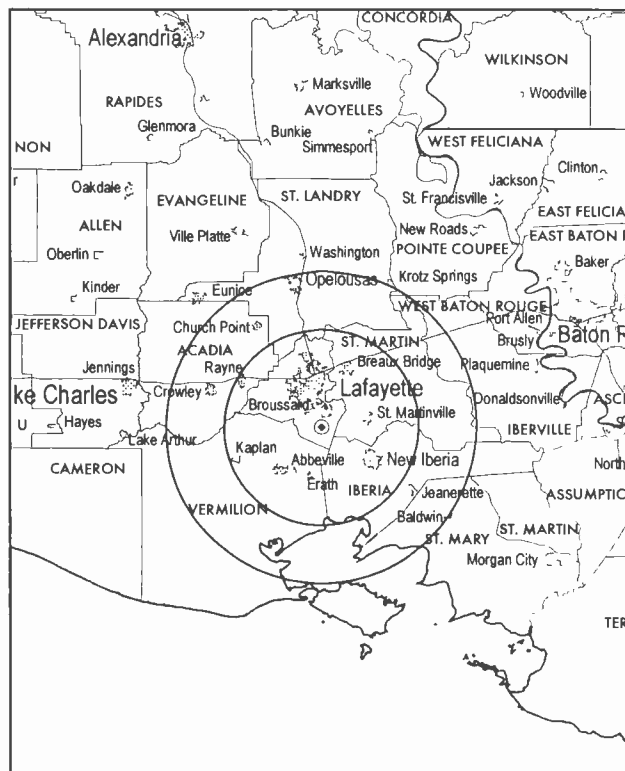 CONCORDIA
Alexandria
WILKINSON
Marksville
Woodville
RAPIDES
AVOYELLES
Glenmora
Bunkie
Simmesport
WEST FELICIANA
NON
Clinton
r
Oakdale
Jackson
EVANGELINE
ST. LANDRY
St. Francisville
ALLEN
EAST FELICIA
Ville Platte
New Roads
EAST BATON R
Oberlin
Washington
POINTE COUPEE
Baker
Opelousas
Krotz Springs
Kinder
Eunice
WEST BATON ROUGE
Port Allen
JEFFERSON DAVIS
Church Point
ST. MARTIN
Baton R
Brusly
ACADIA
Breaux Bridge
Jennings
Rayne
Plaquemine
ke Charles
Crowley
Lafayette
Broussard
Donaldsonville
ASC
U
Hayes
St. Martinville
IBERVILLE
Lake Arthur
Kaplan
Abbeville
New Iberia
North
CAMERON
Erath
IBERIA
Jeanerette
ASSUMPTIO
VERMILION
Baldwin
ST. MARTIN
ST. MARY
Morgan City
TER